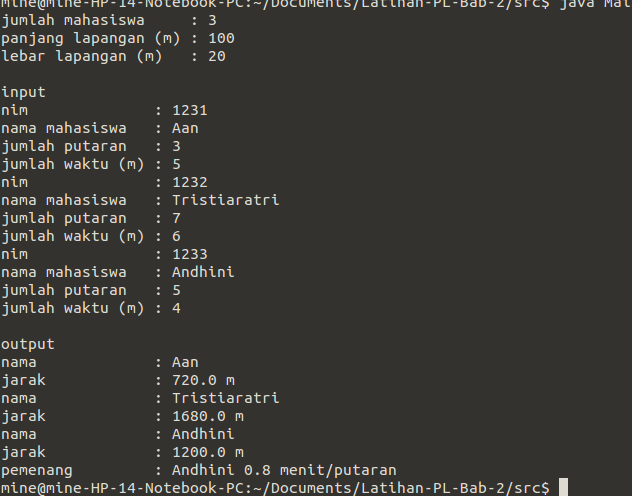 mine@mine-HP-14-Notebook-PC:~/Documents/Latihan-PL-Bab-2/src$ java Mai
jumlah mahasiswa     : 3
panjang lapangan (m) : 100
lebar lapangan (m)   : 20
input
nim              : 1231
nama mahasiswa   : Aan
jumlah putaran   : 3
jumlah waktu (m) : 5
nim              : 1232
nama mahasiswa   : Tristiaratri
jumlah putaran   : 7
jumlah waktu (m) : 6
nim              : 1233
nama mahasiswa   : Andhini
jumlah putaran   : 5
jumlah waktu (m) : 4
output
nama             : Aan
jarak            : 720.0 m
nama             : Tristiaratri
jarak            : 1680.0 m
nama             : Andhini
jarak            : 1200.0 m
pemenang         : Andhini 0.8 menit/putaran
mine@mine-HP-14-Notebook-PC:~/Documents/Latihan-PL-Bab-2/src$